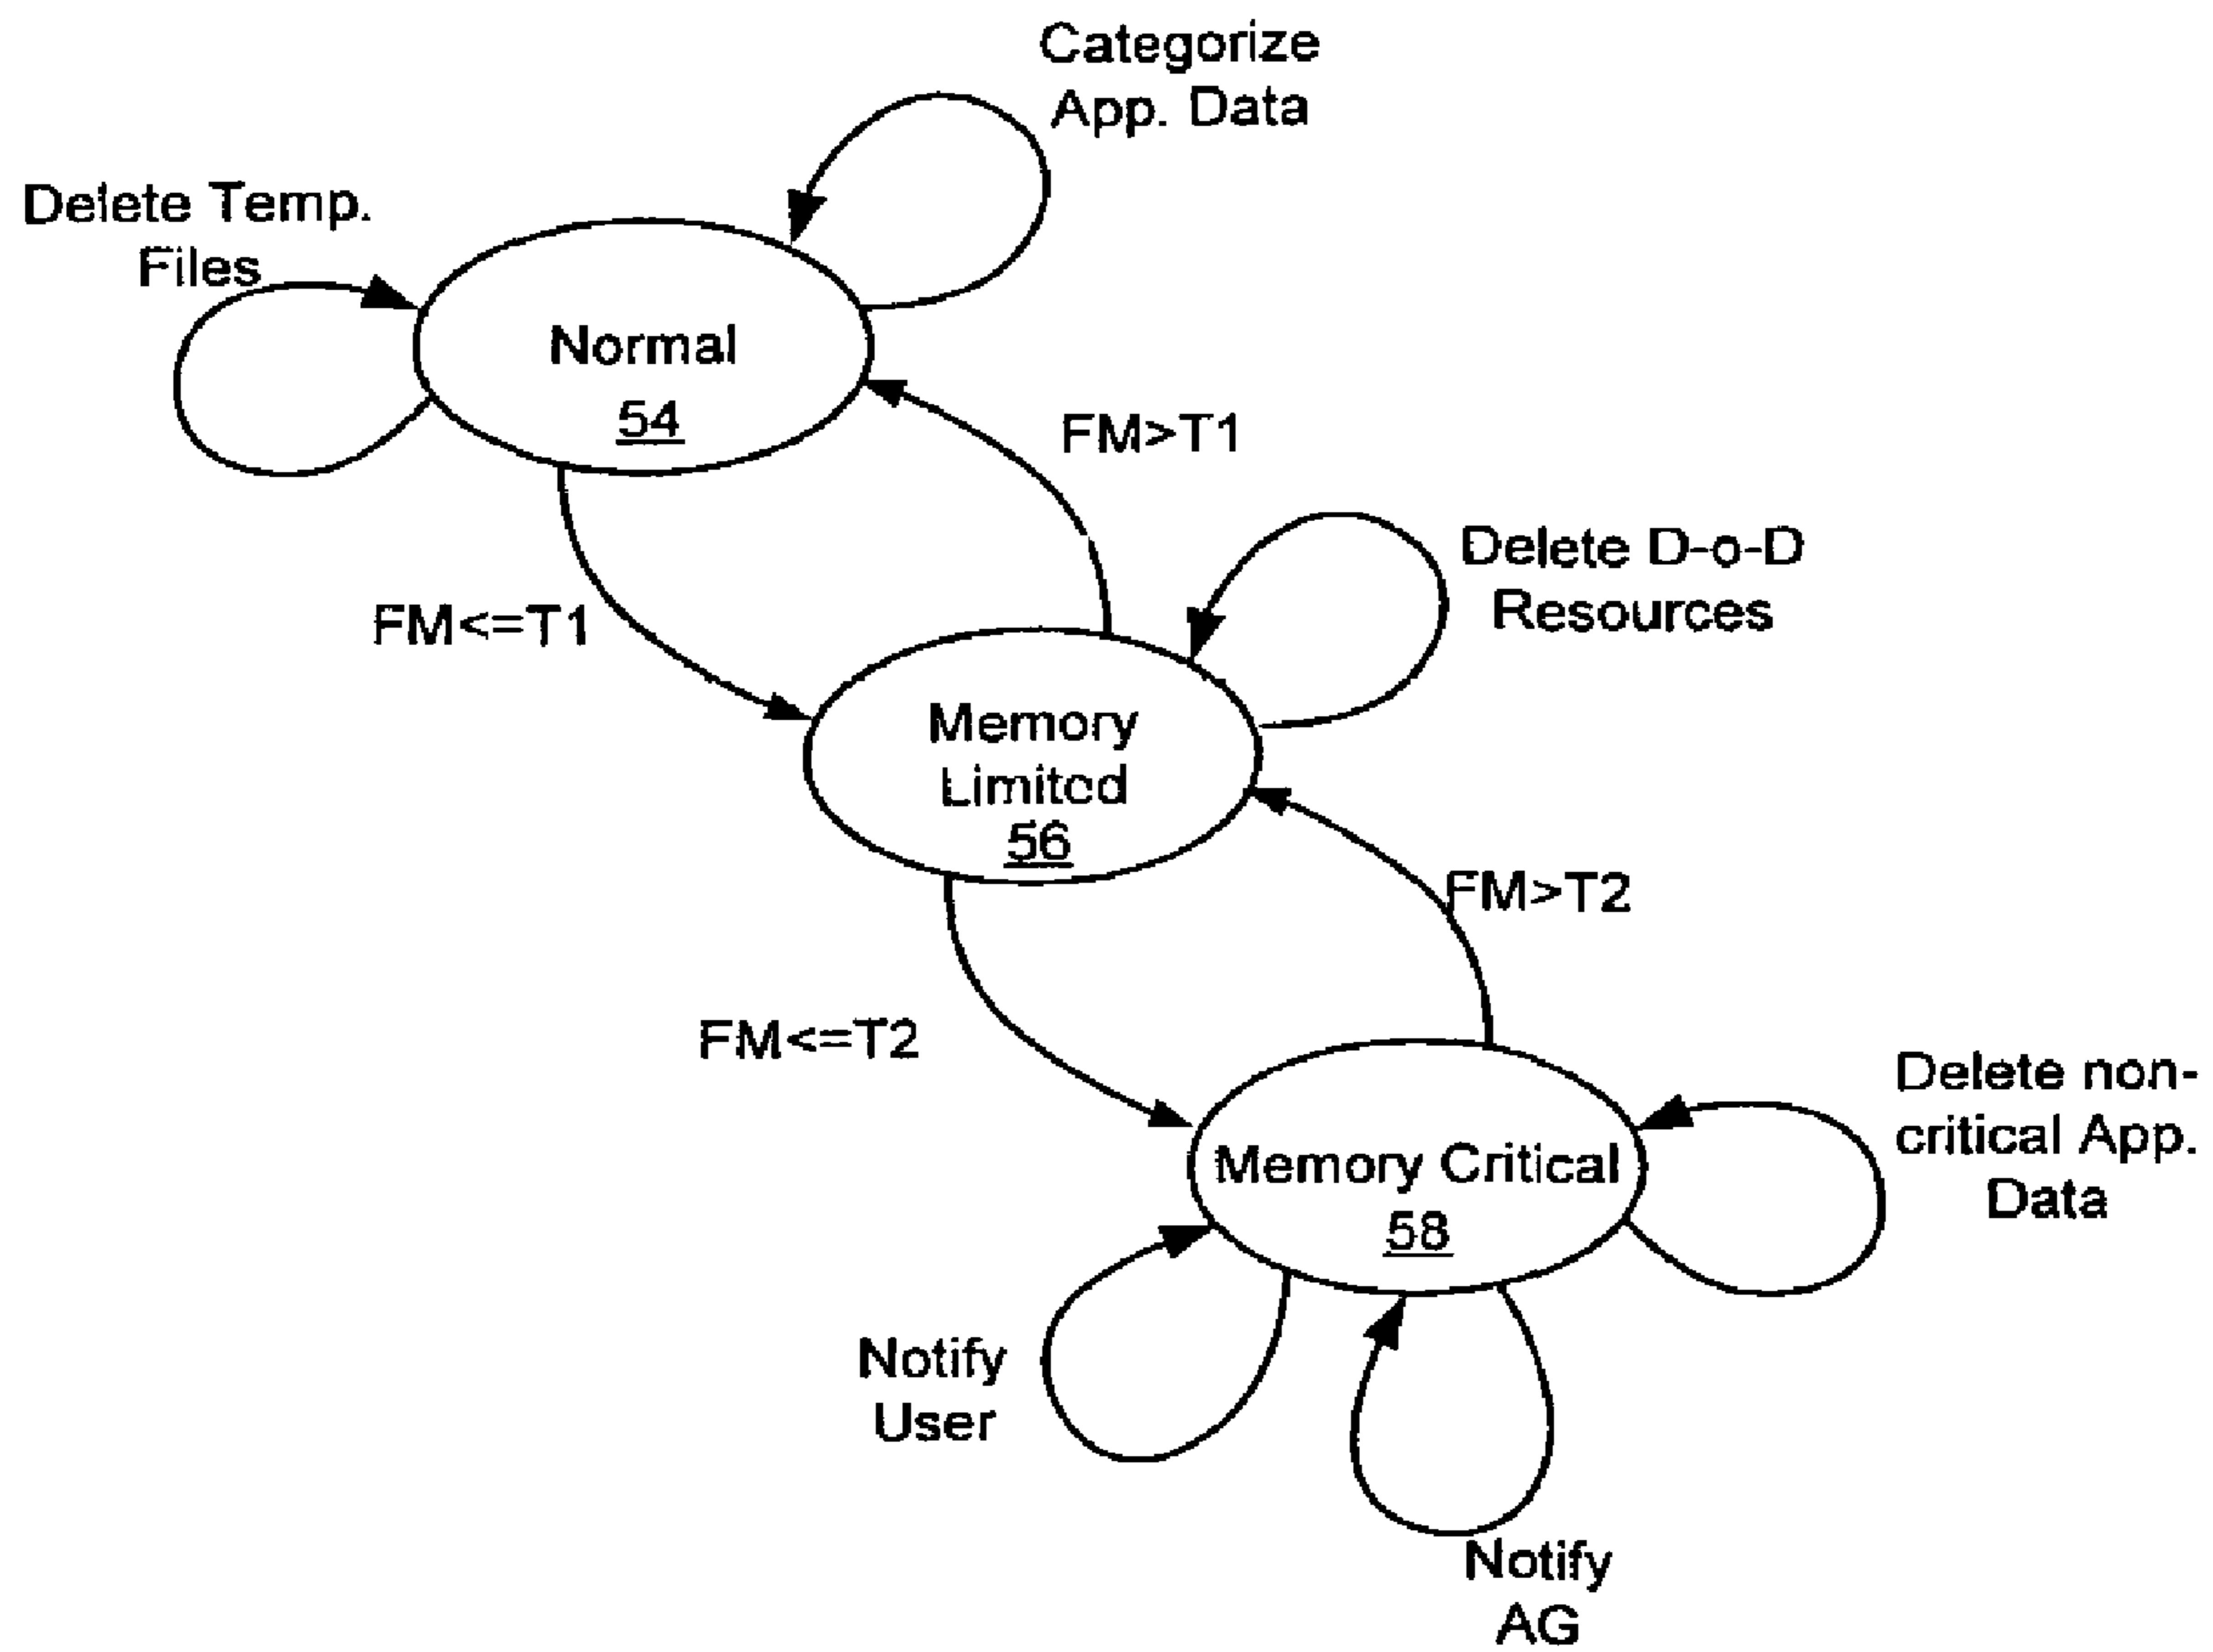 Categorize
App. Data
Delete Temp.
Files
Normal
54
FM>T1
FM<=T1
Delete D-o-D
Resources
Memory
Limited
56
FM>T2
FM<=T2
Memory Critical
58
Delete non-
critical App.
Data
Notify
User
Notify
AG